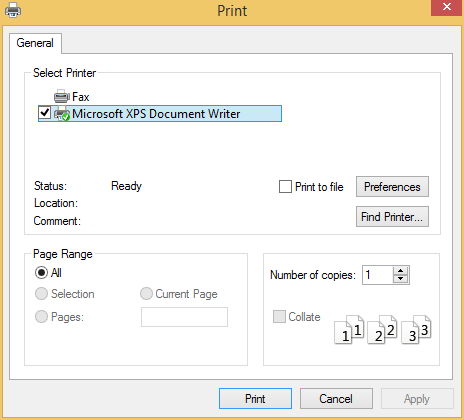 Print
General
Select Printer
Fax
Microsoft XPS Document Writer
Status: Ready
Print to file
Preferences
Location:
Comment:
Find Printer...
Page Range
All
Selection
Current Page
Pages:
Number of copies: 1
Collate
1 1 2 2 3 3
Print
Cancel
Apply